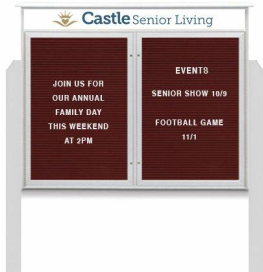 Castle Senior Living
JOIN US FOR
OUR ANNUAL
FAMILY DAY
THIS WEEKEND
AT 2PM
EVENTS
SENIOR SHOW 10/9
FOOTBALL GAME
11/1